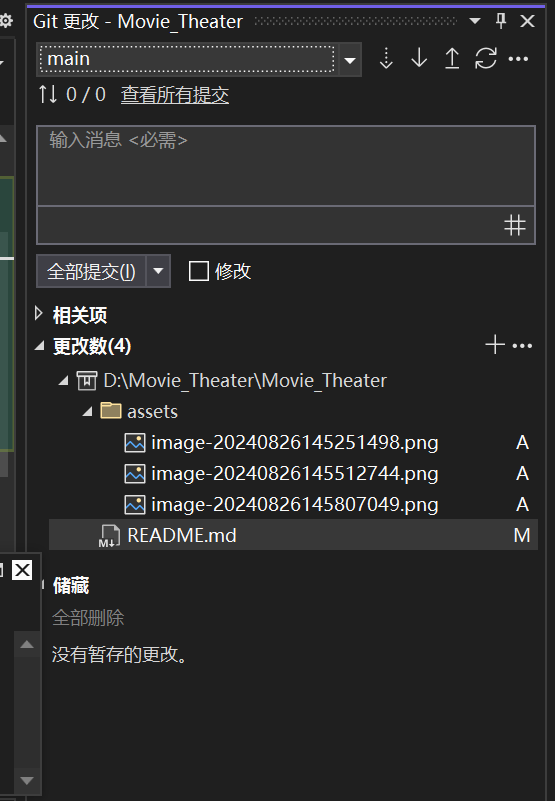 Git 更改 - Movie_Theater
main
0 / 0 查看所有提交
输入消息 <必需>
全部提交(I) 修改
相关项
更改数(4)
D:\Movie_Theater\Movie_Theater
assets
image-20240826145251498.png A
image-20240826145512744.png A
image-20240826145807049.png A
README.md M
储藏
全部删除
没有暂存的更改。